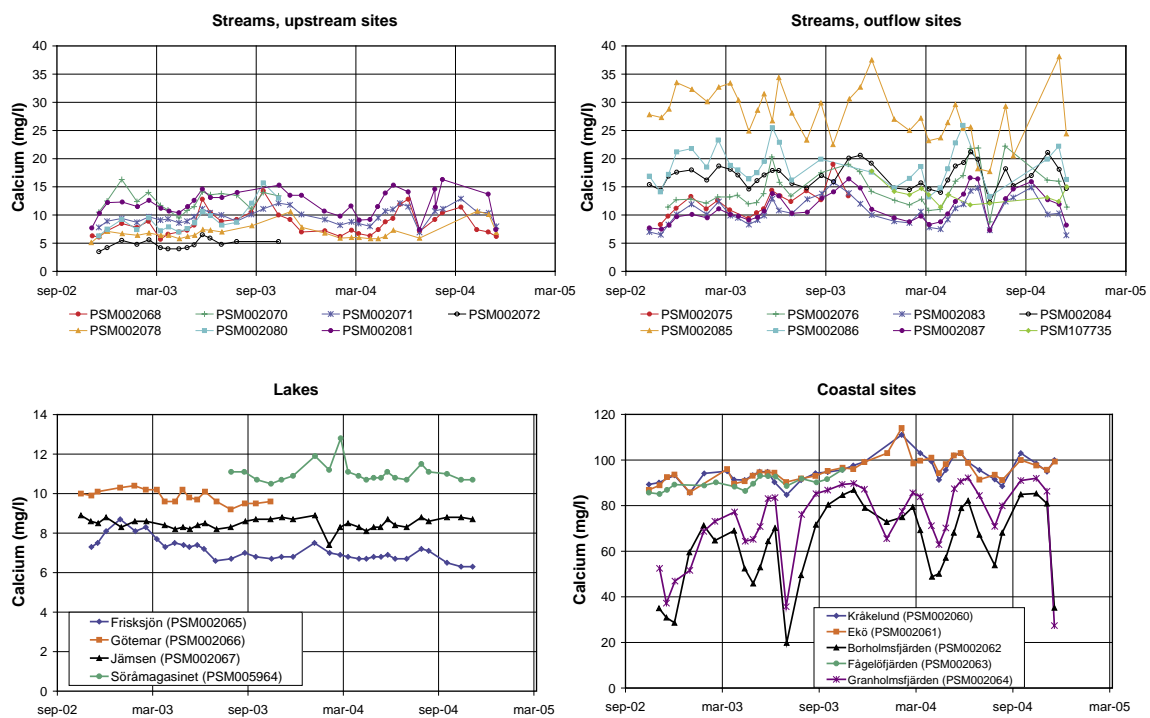 Streams, upstream sites
Calcium (mg/l)
40
35
30
25
20
15
10
5
0
sep-02 mar-03 sep-03 mar-04 sep-04 mar-05
PSM002068 PSM002070 PSM002071 PSM002072
PSM002078 PSM002080 PSM002081
Streams, outflow sites
Calcium (mg/l)
40
35
30
25
20
15
10
5
0
sep-02 mar-03 sep-03 mar-04 sep-04 mar-05
PSM002075 PSM002076 PSM002083 PSM002084
PSM002085 PSM002086 PSM002087 PSM107735
Lakes
Calcium (mg/l)
14
12
10
8
6
4
2
0
Frisksjön (PSM002065)
Götemar (PSM002066)
Jämsen (PSM002067)
Söråmagasinet (PSM005964)
sep-02 mar-03 sep-03 mar-04 sep-04 mar-05
Coastal sites
Calcium (mg/l)
120
100
80
60
40
20
0
Kråkelund (PSM002060)
Ekö (PSM002061)
Borholmsfjärden (PSM002062
Fågelöfjärden (PSM002063)
Granholmsfjärden (PSM002064)
sep-02 mar-03 sep-03 mar-04 sep-04 mar-05